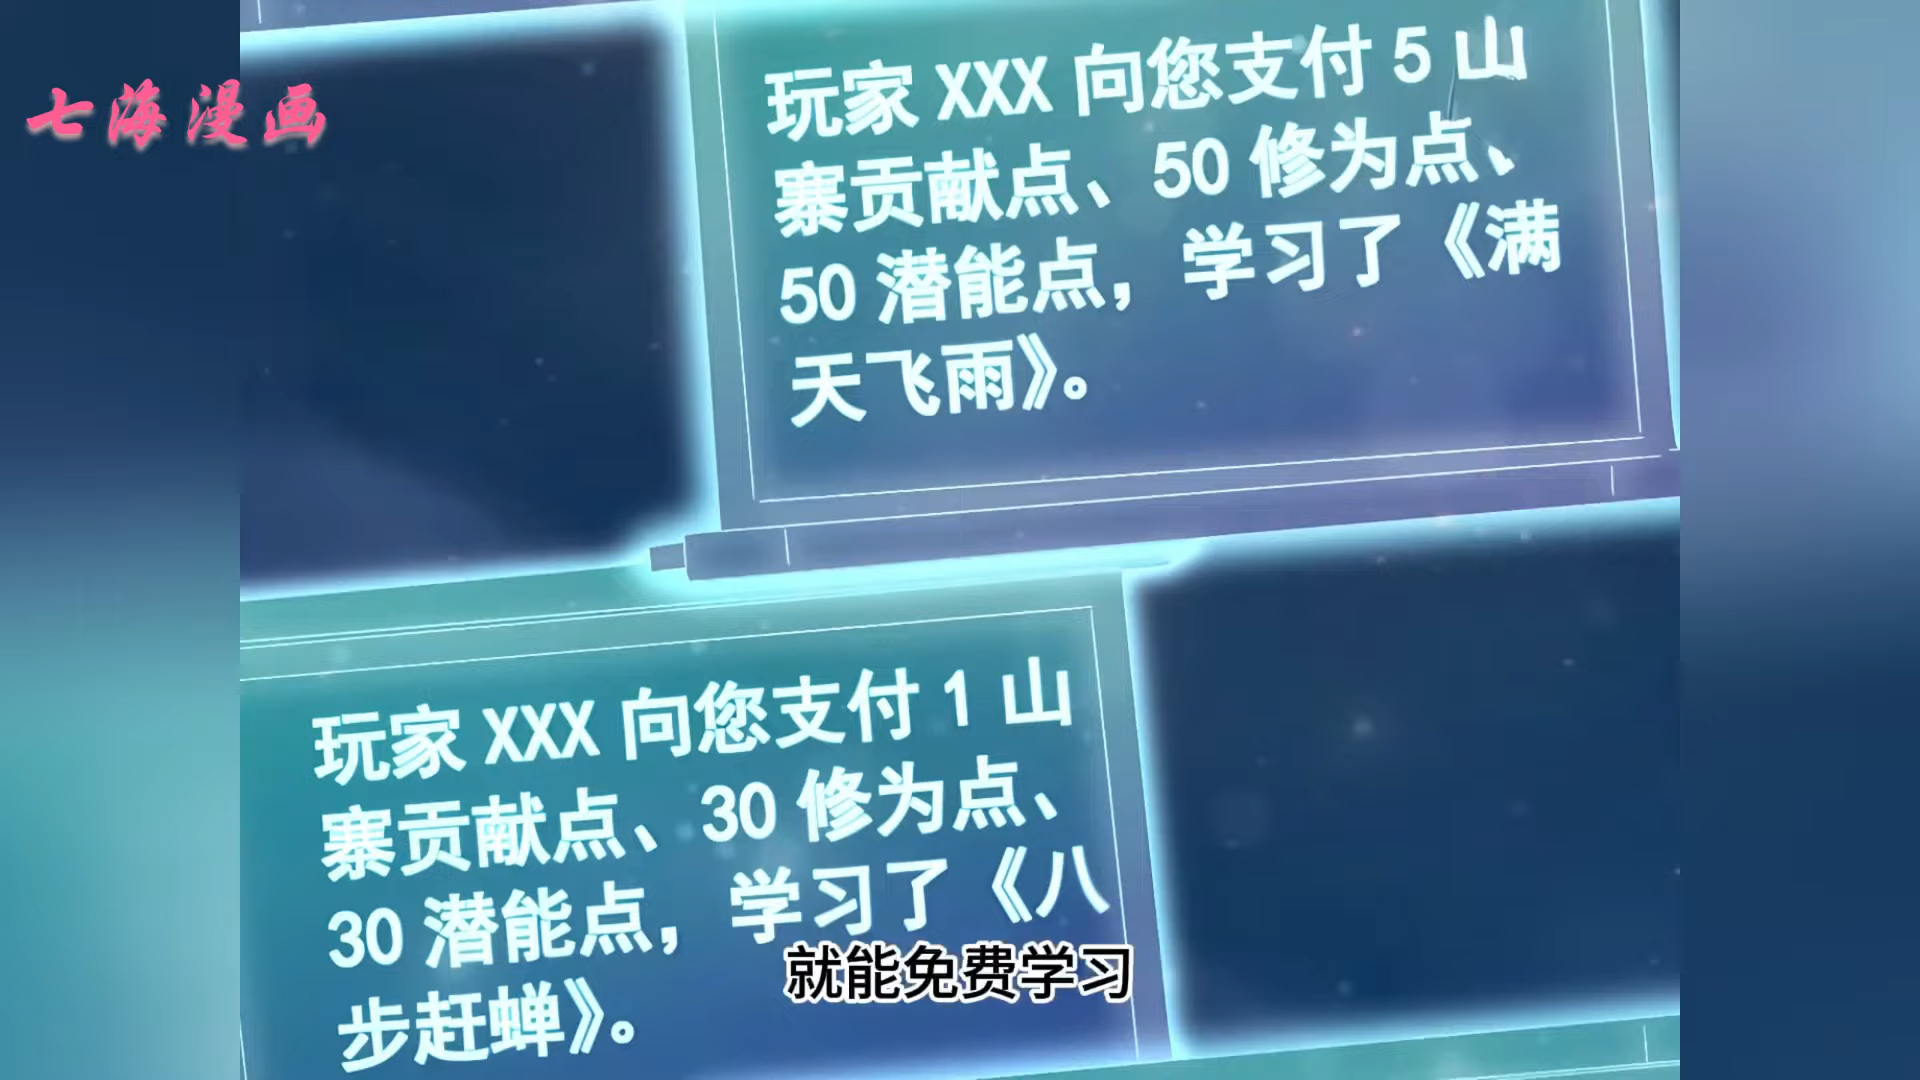 七海漫画
玩家 XXX 向您支付 5 山
寨贡献点、50 修为点、
50 潜能点，学习了《满
天飞雨》。
玩家 XXX 向您支付 1 山
寨贡献点、30 修为点、
30 潜能点，学习了《八
步赶蝉》。
就能免费学习